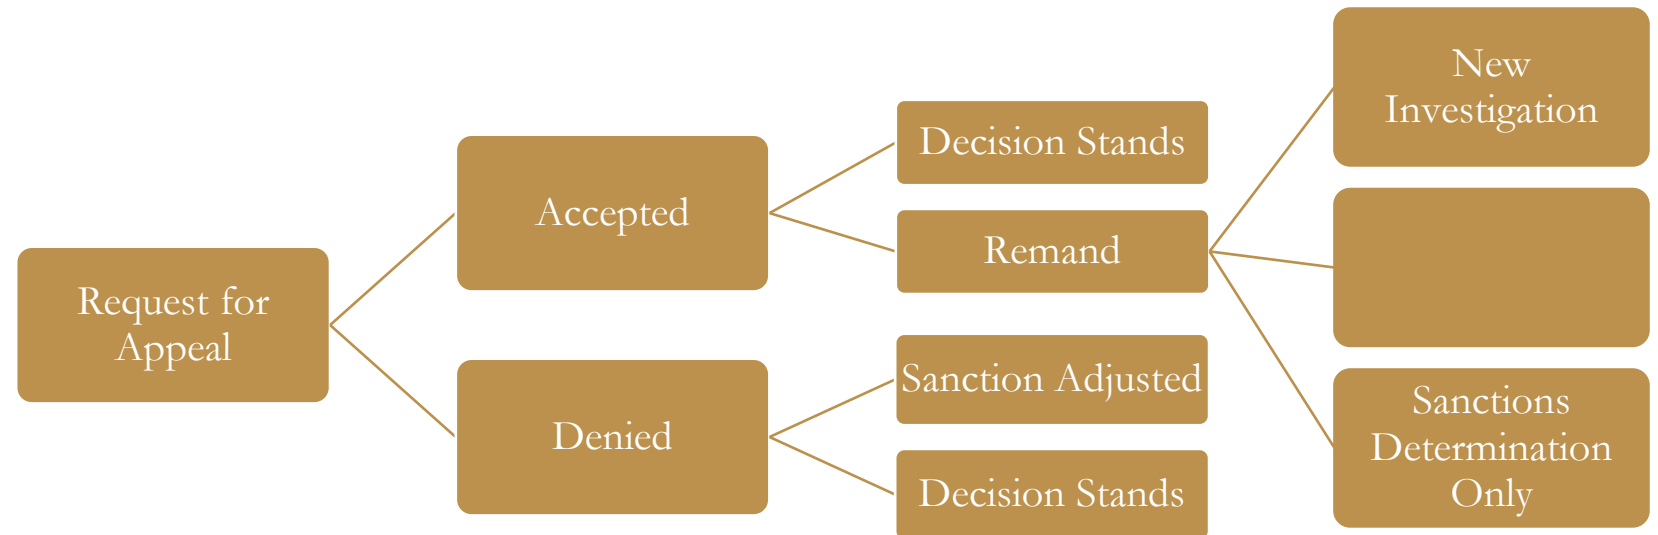 Request for
Appeal
Accepted
Denied
Decision Stands
Remand
Sanction Adjusted
Decision Stands
New
Investigation
Sanctions
Determination
Only